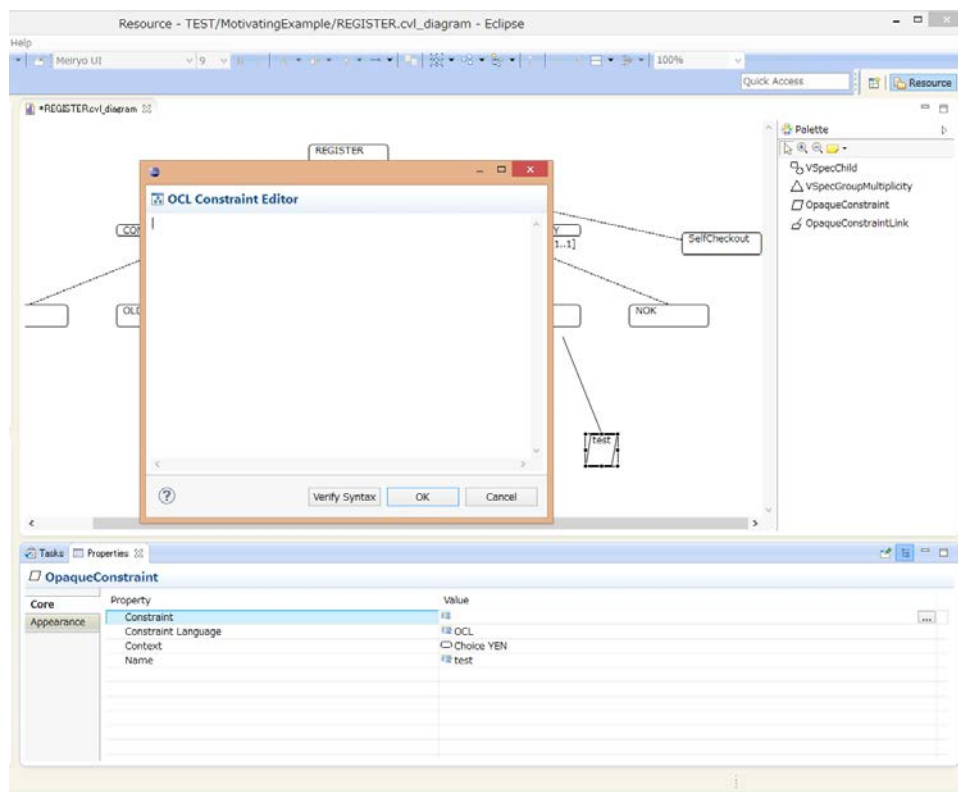 Resource - TEST/MotivatingExample/REGISTER.cvl_diagram - Eclipse
Help
Meiryo UI 9 100%
Quick Access Resource
*REGISTER.cvl_diagram
Palette
VSpecChild
VSpecGroupMultiplicity
OpaqueConstraint
OpaqueConstraintLink
REGISTER
OCL Constraint Editor
Y
1..1]
SelfCheckout
NOK
test
Verify Syntax OK Cancel
Tasks Properties
OpaqueConstraint
Core
Appearance
Property Value
Constraint ...
Constraint Language OCL
Context Choice YEN
Name test